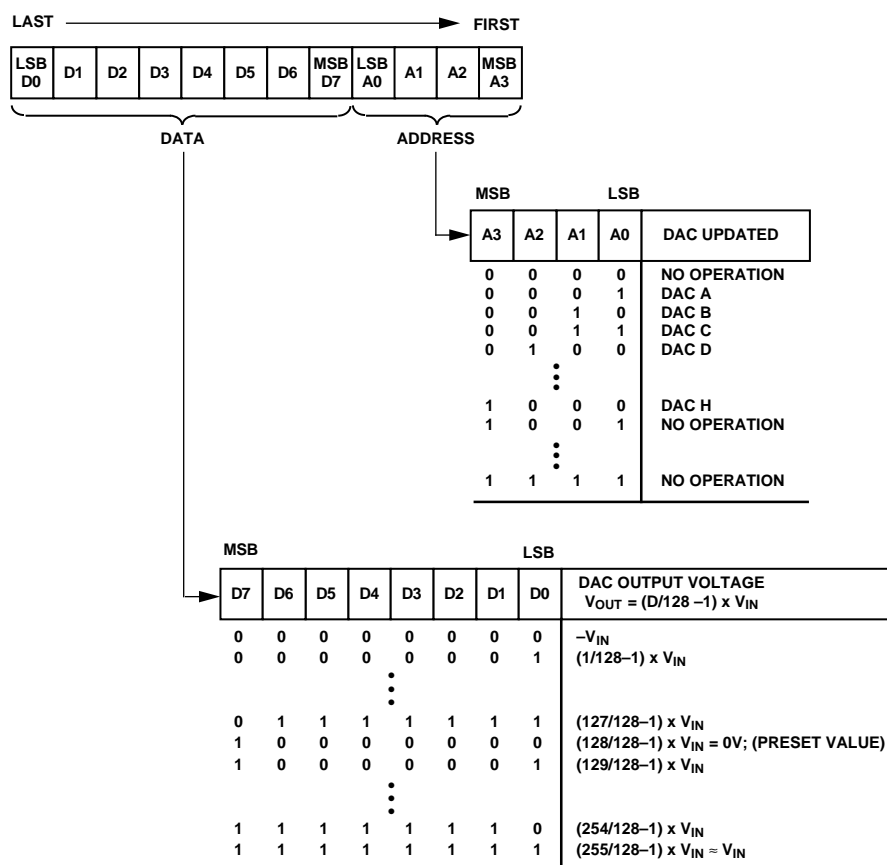 LAST FIRST
LSB D0 D1 D2 D3 D4 D5 D6 MSB D7 LSB A0 A1 A2 MSB A3
DATA ADDRESS
MSB LSB
A3 A2 A1 A0 DAC UPDATED
0 0 0 0 NO OPERATION
0 0 0 1 DAC A
0 0 1 0 DAC B
0 0 1 1 DAC C
0 1 0 0 DAC D
1 0 0 0 DAC H
1 0 0 1 NO OPERATION
1 1 1 1 NO OPERATION
MSB LSB
D7 D6 D5 D4 D3 D2 D1 D0 DAC OUTPUT VOLTAGE
VOUT = (D/128 –1) x VIN
0 0 0 0 0 0 0 0 –VIN
0 0 0 0 0 0 0 1 (1/128–1) x VIN
0 1 1 1 1 1 1 1 (127/128–1) x VIN
1 0 0 0 0 0 0 0 (128/128–1) x VIN = 0V; (PRESET VALUE)
1 0 0 0 0 0 0 1 (129/128–1) x VIN
1 1 1 1 1 1 1 0 (254/128–1) x VIN
1 1 1 1 1 1 1 1 (255/128–1) x VIN ≈ VIN